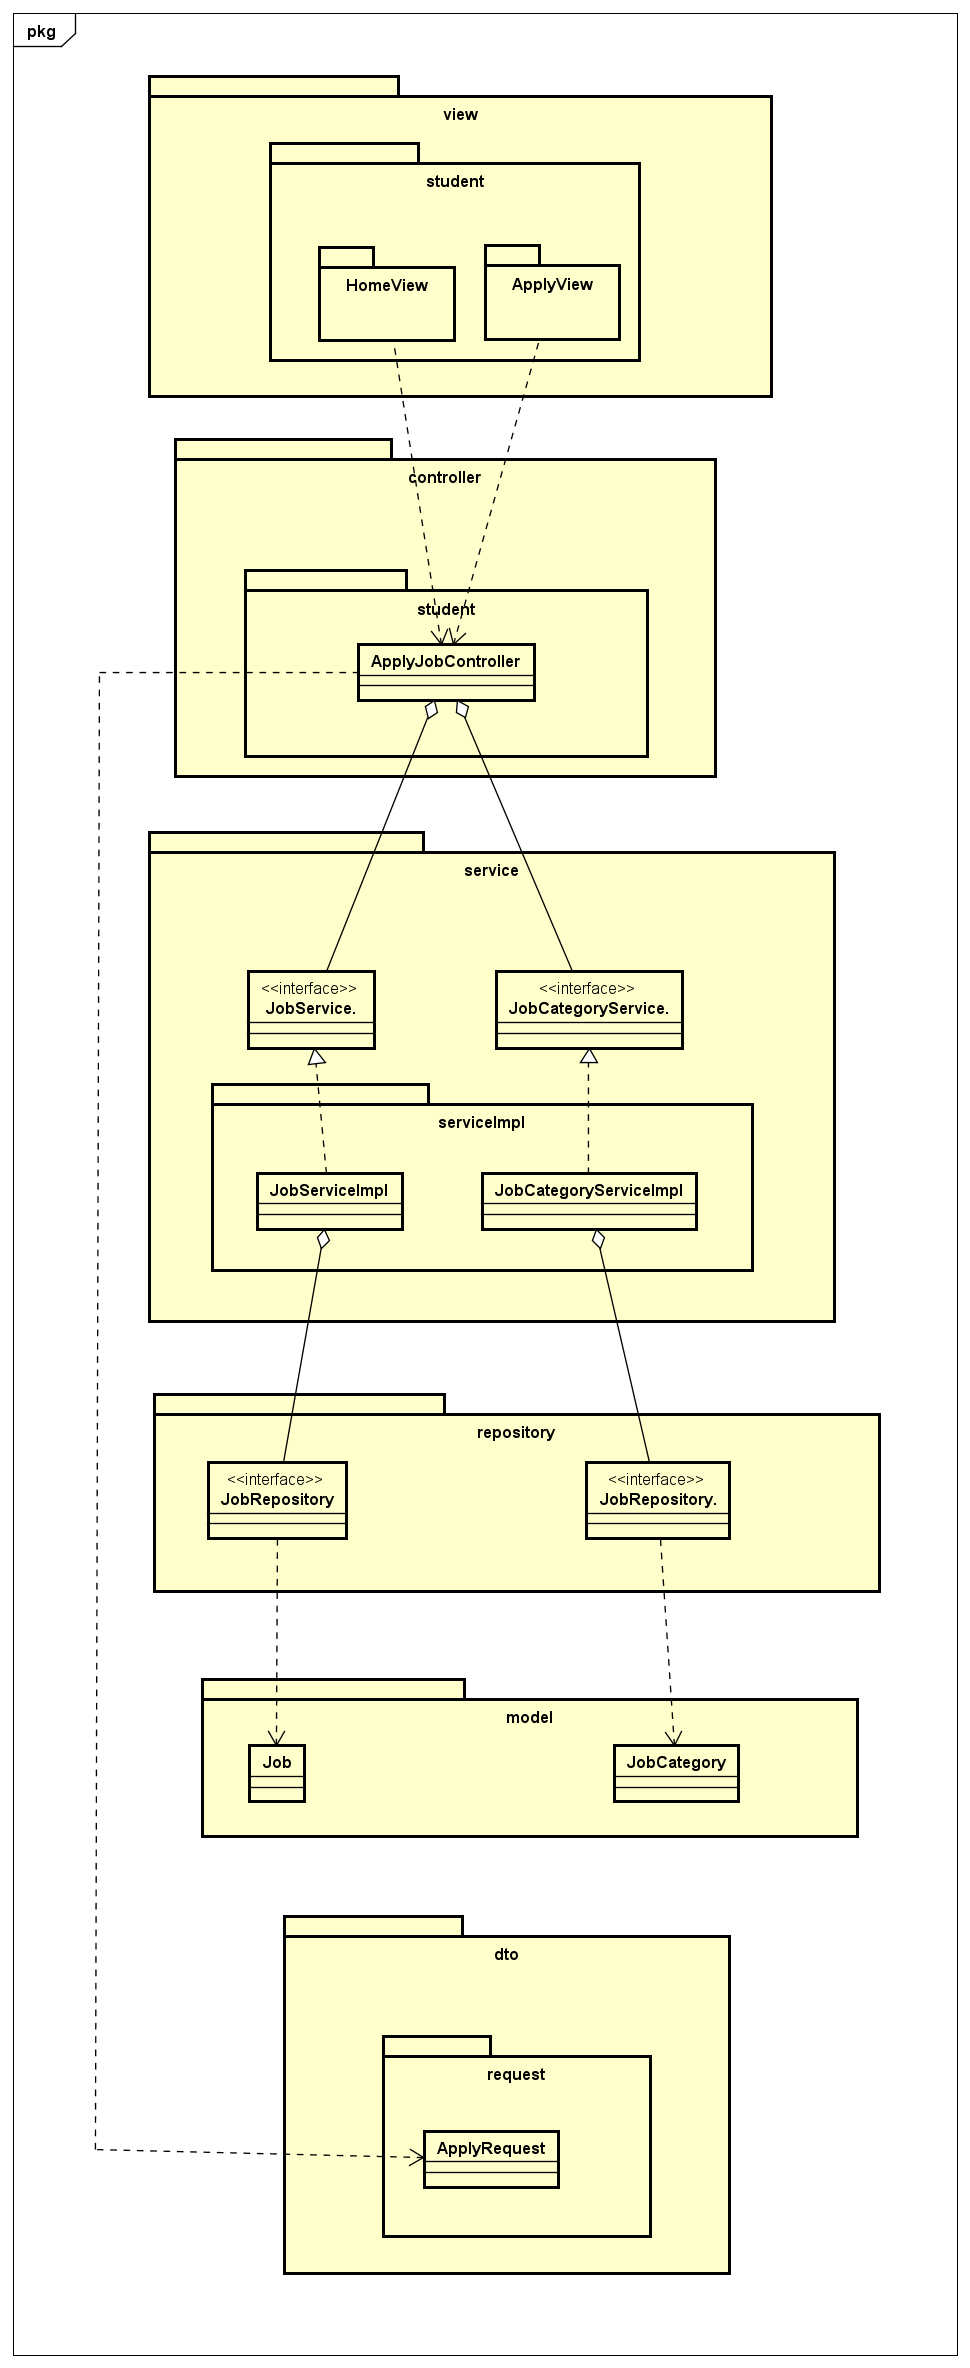 pkg
view
student
HomeView
ApplyView
controller
student
ApplyJobController
service
<<interface>>
JobService.
<<interface>>
JobCategoryService.
serviceImpl
JobServiceImpl
JobCategoryServiceImpl
repository
<<interface>>
JobRepository
<<interface>>
JobRepository.
model
Job
JobCategory
dto
request
ApplyRequest